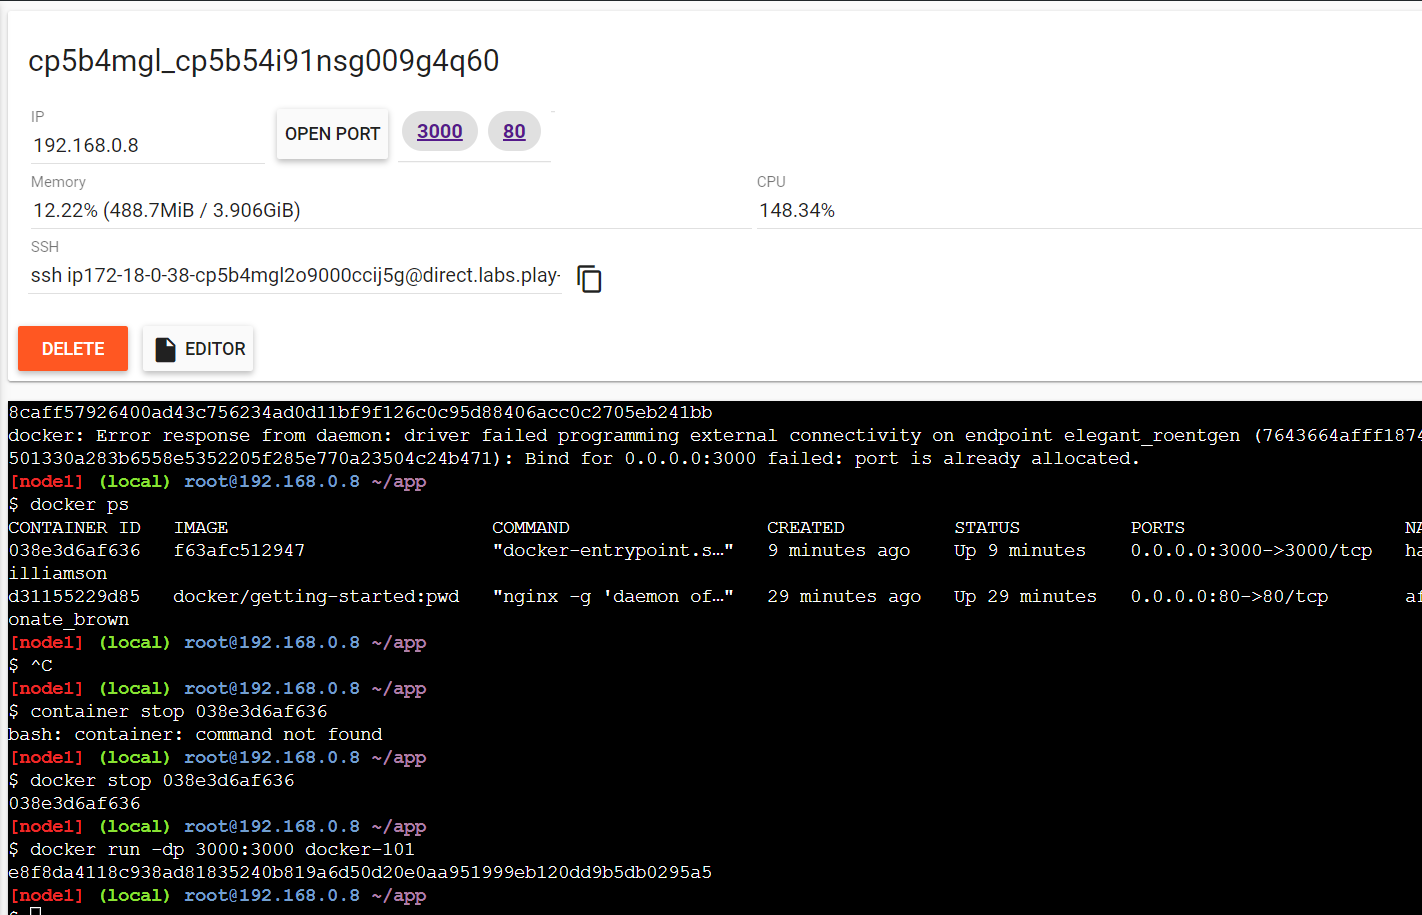 cp5b4mgl_cp5b54i91nsg009g4q60
IP
192.168.0.8
OPEN PORT
3000
80
Memory
12.22% (488.7MiB / 3.906GiB)
CPU
148.34%
SSH
ssh ip172-18-0-38-cp5b4mgl2o9000ccij5g@direct.labs.play-
DELETE
EDITOR
8caff57926400ad43c756234ad0d11bf9f126c0c95d88406acc0c2705eb241bb
docker: Error response from daemon: driver failed programming external connectivity on endpoint elegant_roentgen (7643664afff1874
501330a283b6558e5352205f285e770a23504c24b471): Bind for 0.0.0.0:3000 failed: port is already allocated.
[node1] (local) root@192.168.0.8 ~/app
$ docker ps
CONTAINER ID   IMAGE                        COMMAND                  CREATED          STATUS          PORTS                    NA
038e3d6af636   f63afc512947                 "docker-entrypoint.s…"   9 minutes ago    Up 9 minutes    0.0.0.0:3000->3000/tcp   ha
illiamson
d31155229d85   docker/getting-started:pwd   "nginx -g 'daemon of…"   29 minutes ago   Up 29 minutes   0.0.0.0:80->80/tcp       af
onate_brown
[node1] (local) root@192.168.0.8 ~/app
$ ^C
[node1] (local) root@192.168.0.8 ~/app
$ container stop 038e3d6af636
bash: container: command not found
[node1] (local) root@192.168.0.8 ~/app
$ docker stop 038e3d6af636
038e3d6af636
[node1] (local) root@192.168.0.8 ~/app
$ docker run -dp 3000:3000 docker-101
e8f8da4118c938ad81835240b819a6d50d20e0aa951999eb120dd9b5db0295a5
[node1] (local) root@192.168.0.8 ~/app
$